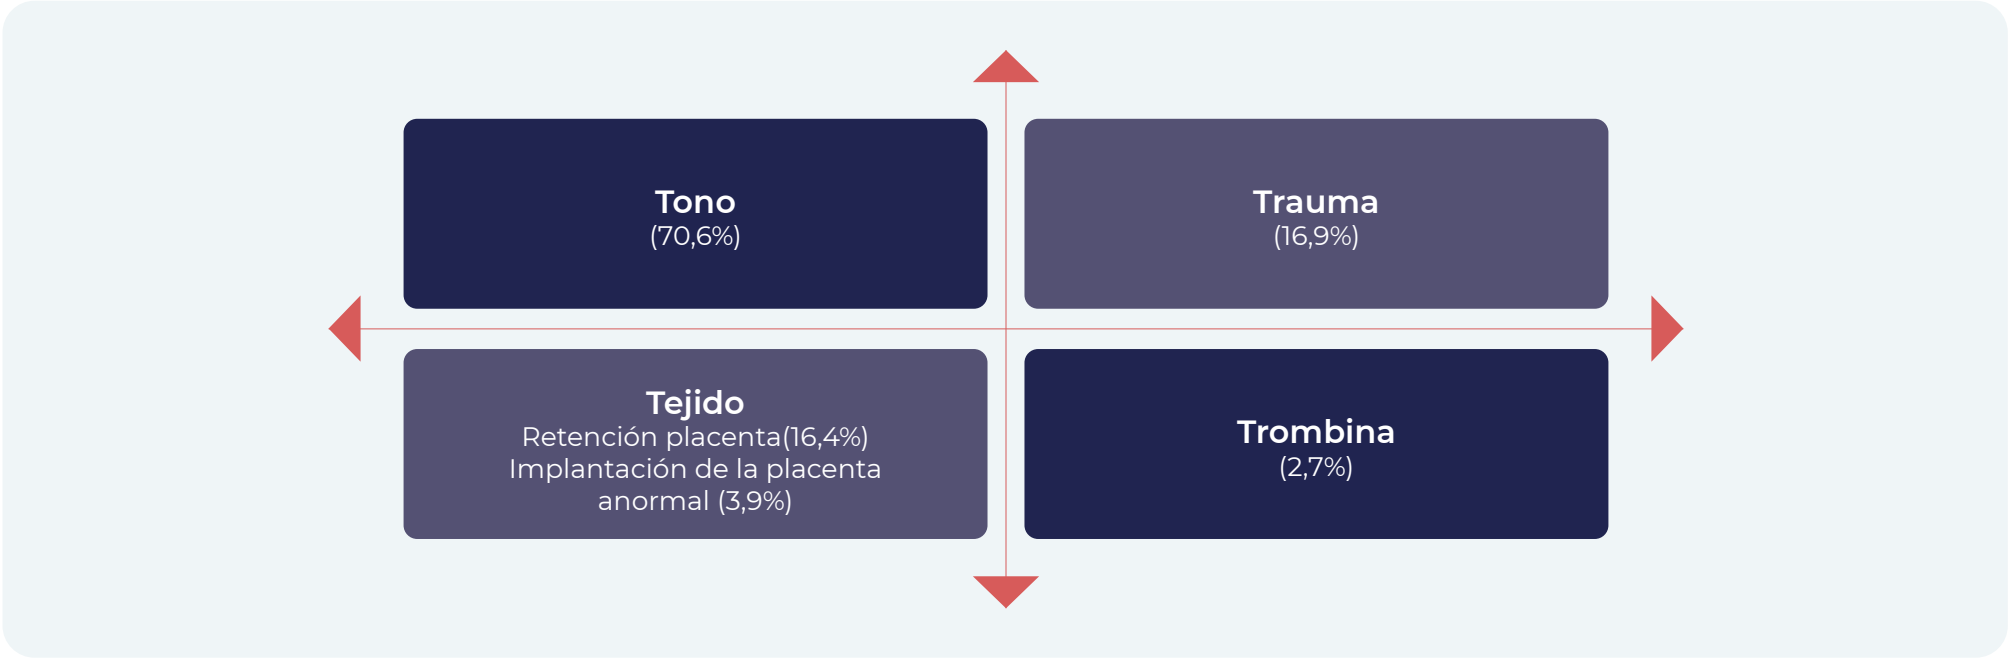 Tono
(70,6%)
Trauma
(16,9%)
Tejido
Retención placenta(16,4%)
Implantación de la placenta
anormal (3,9%)
Trombina
(2,7%)